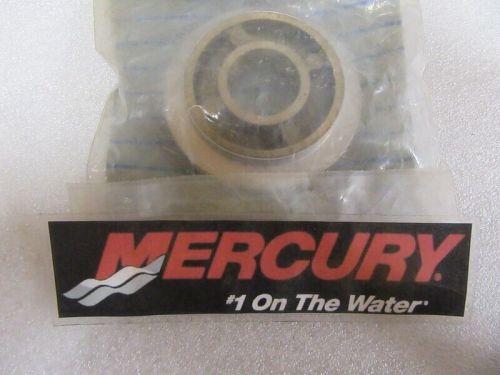 MERCURY.
#1 On The Water